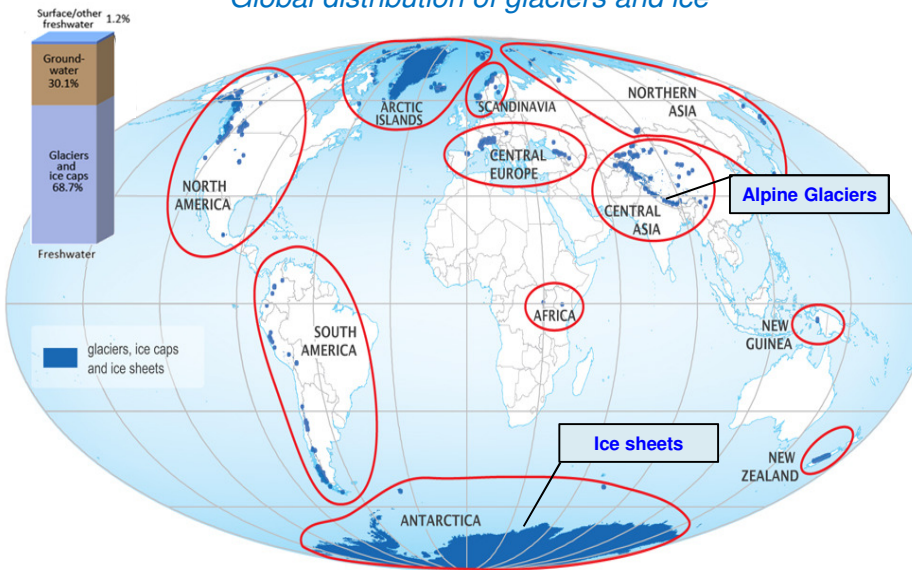 Global distribution of glaciers and ice
Surface/other
freshwater
1.2%
Ground-
water
30.1%
Glaciers
and
ice caps
68.7%
Freshwater
ARCTIC
ISLANDS
SCANDINAVIA
NORTHERN
ASIA
NORTH
AMERICA
CENTRAL
EUROPE
CENTRAL
ASIA
Alpine Glaciers
AFRICA
SOUTH
AMERICA
NEW
GUINEA
glaciers, ice caps
and ice sheets
Ice sheets
NEW
ZEALAND
ANTARCTICA